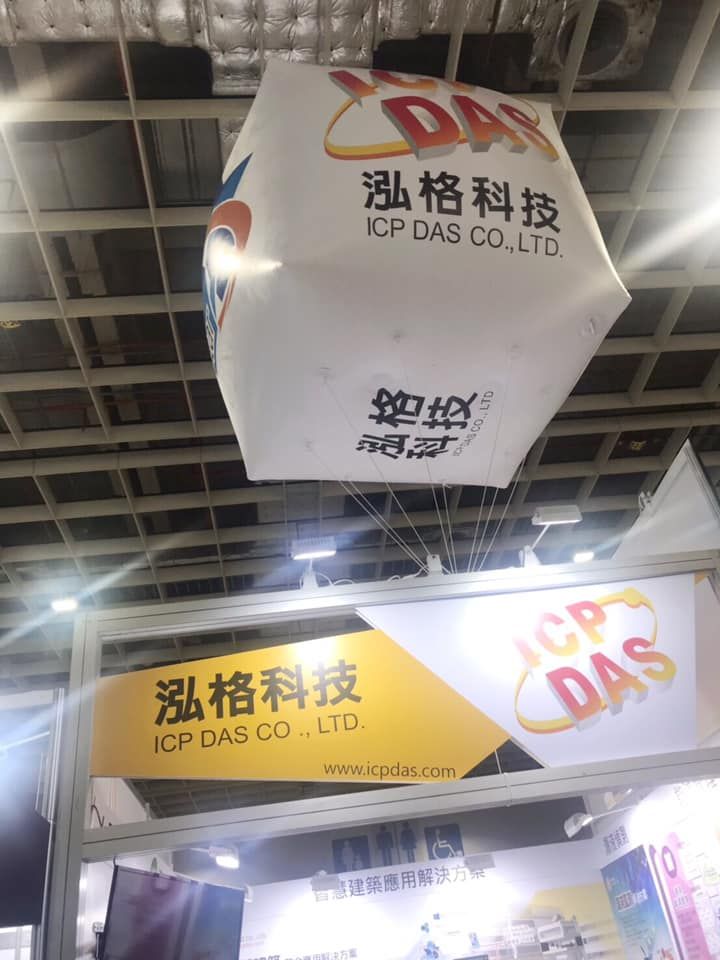 ICP
DAS
泓格科技
ICP DAS CO., LTD.
泓格
科技
ICP DAS CO., LTD
泓格科技
ICP DAS CO ., LTD.
www.icpdas.com
ICP
DAS
智慧建築應用解決方案